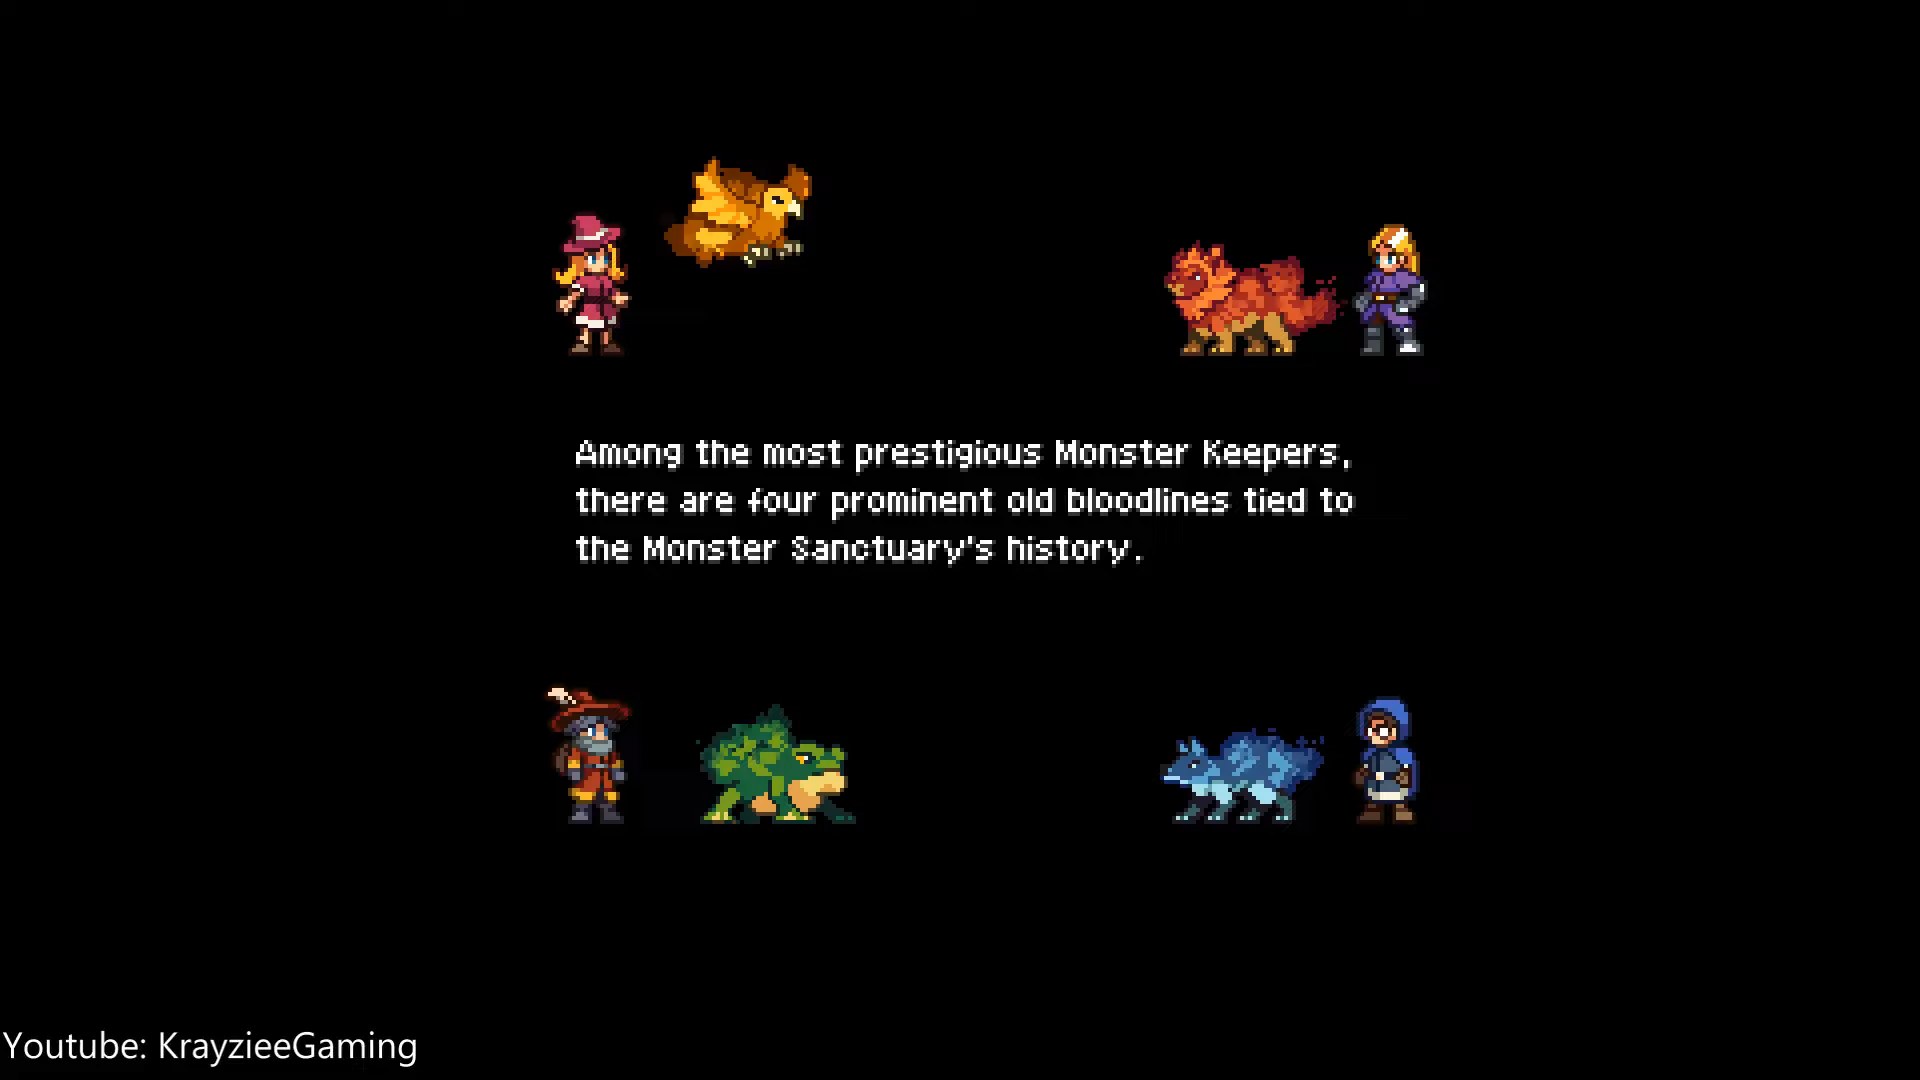 Among the most prestigious Monster Keepers,
there are four prominent old bloodlines tied to
the Monster Sanctuary's history.
Youtube: KrayzieeGaming